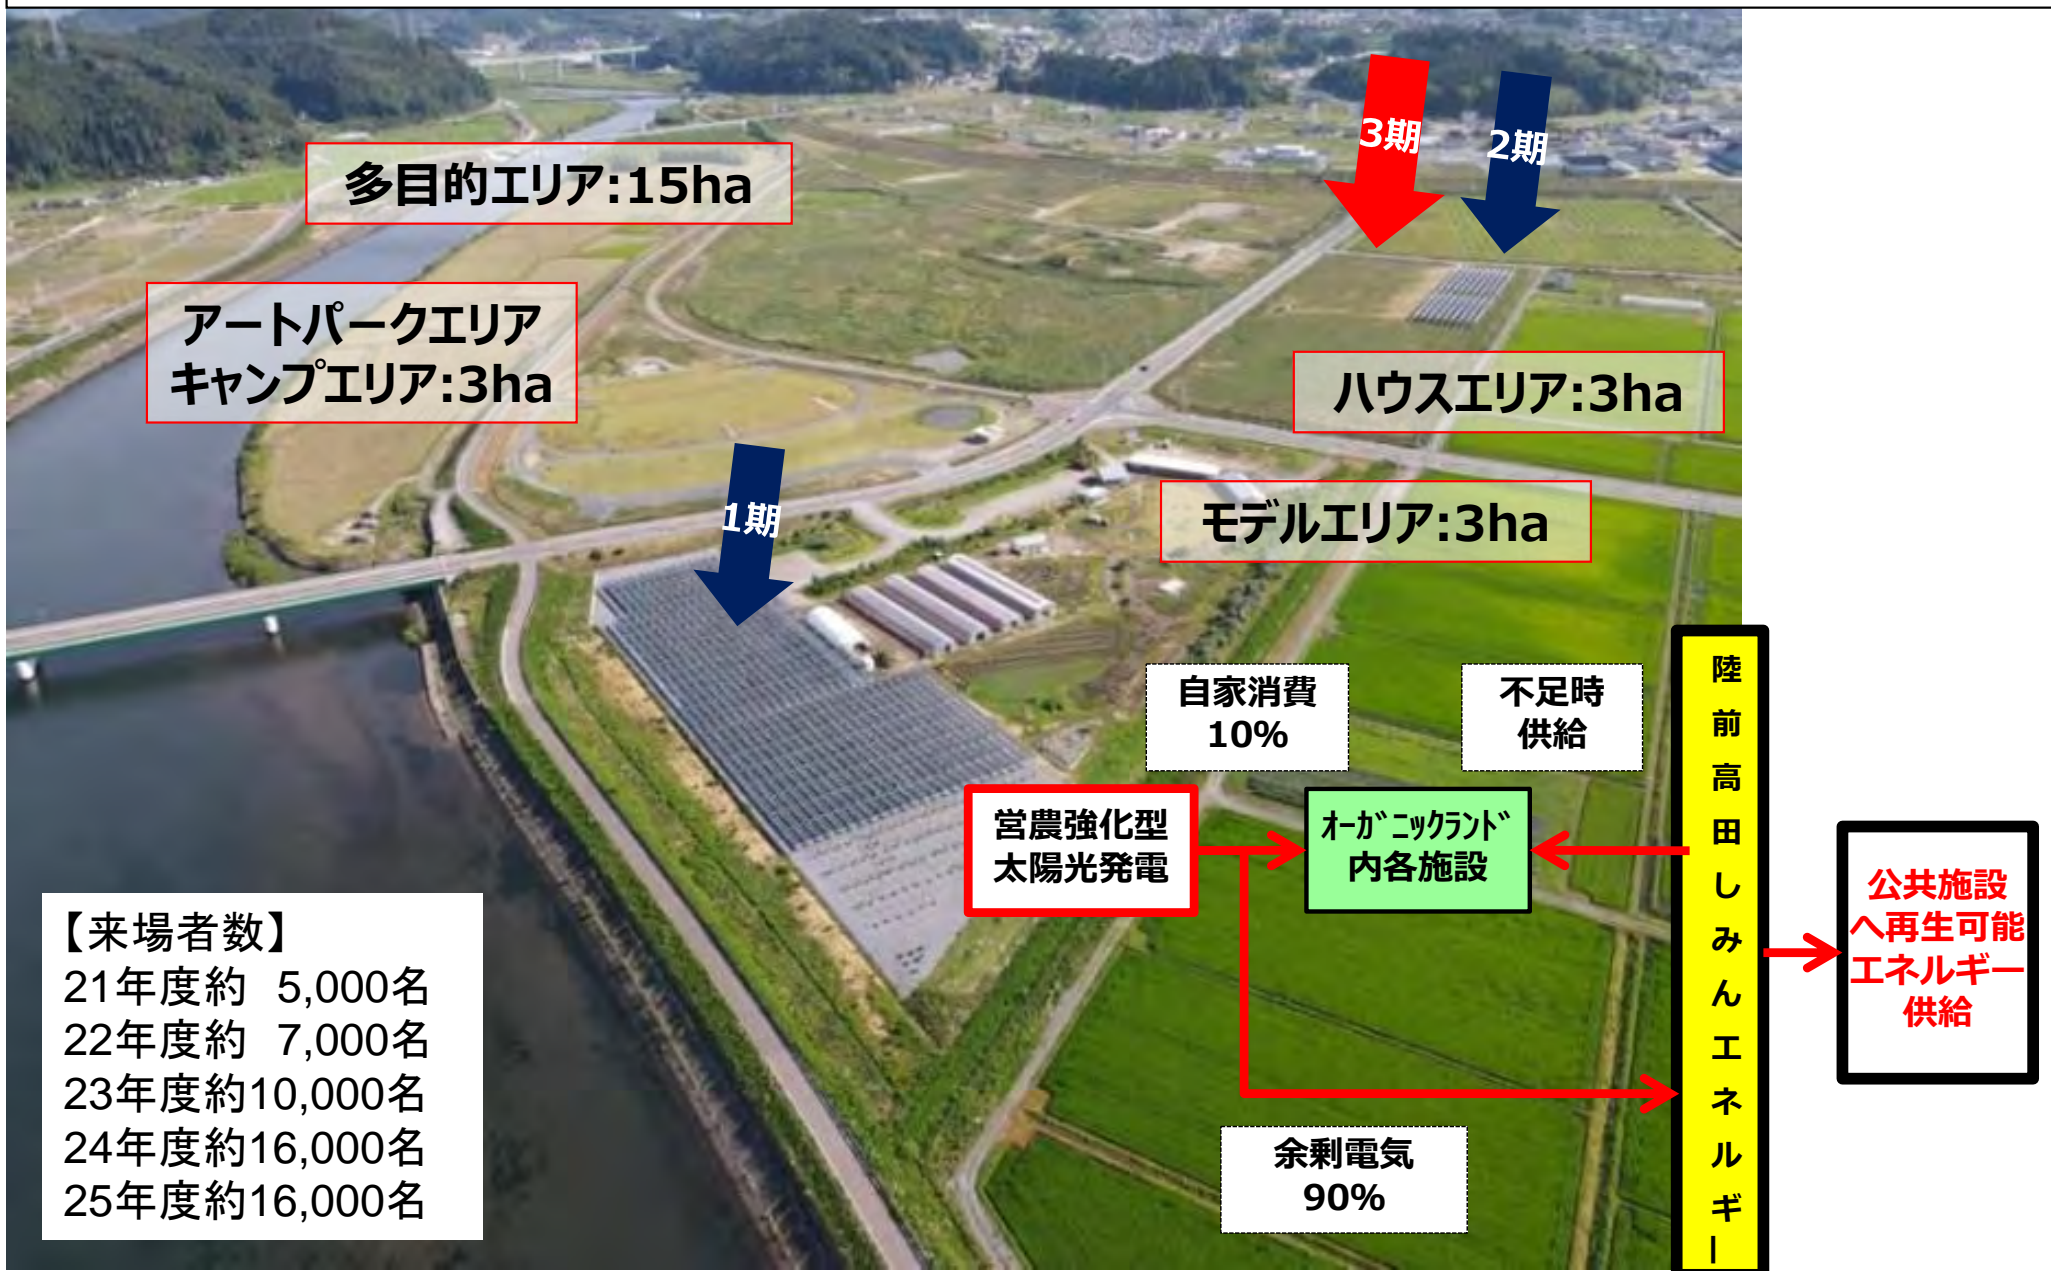 3期
2期
多目的エリア:15ha
アートパークエリア
キャンプエリア:3ha
ハウスエリア:3ha
1期
モデルエリア:3ha
自家消費
10%
不足時
供給
営農強化型
太陽光発電
ｵｰｶﾞﾆｯｸﾗﾝﾄﾞ
内各施設
陸前高田しみんエネルギー
公共施設
へ再生可能
エネルギー
供給
余剰電気
90%
【来場者数】
21年度約 5,000名
22年度約 7,000名
23年度約10,000名
24年度約16,000名
25年度約16,000名